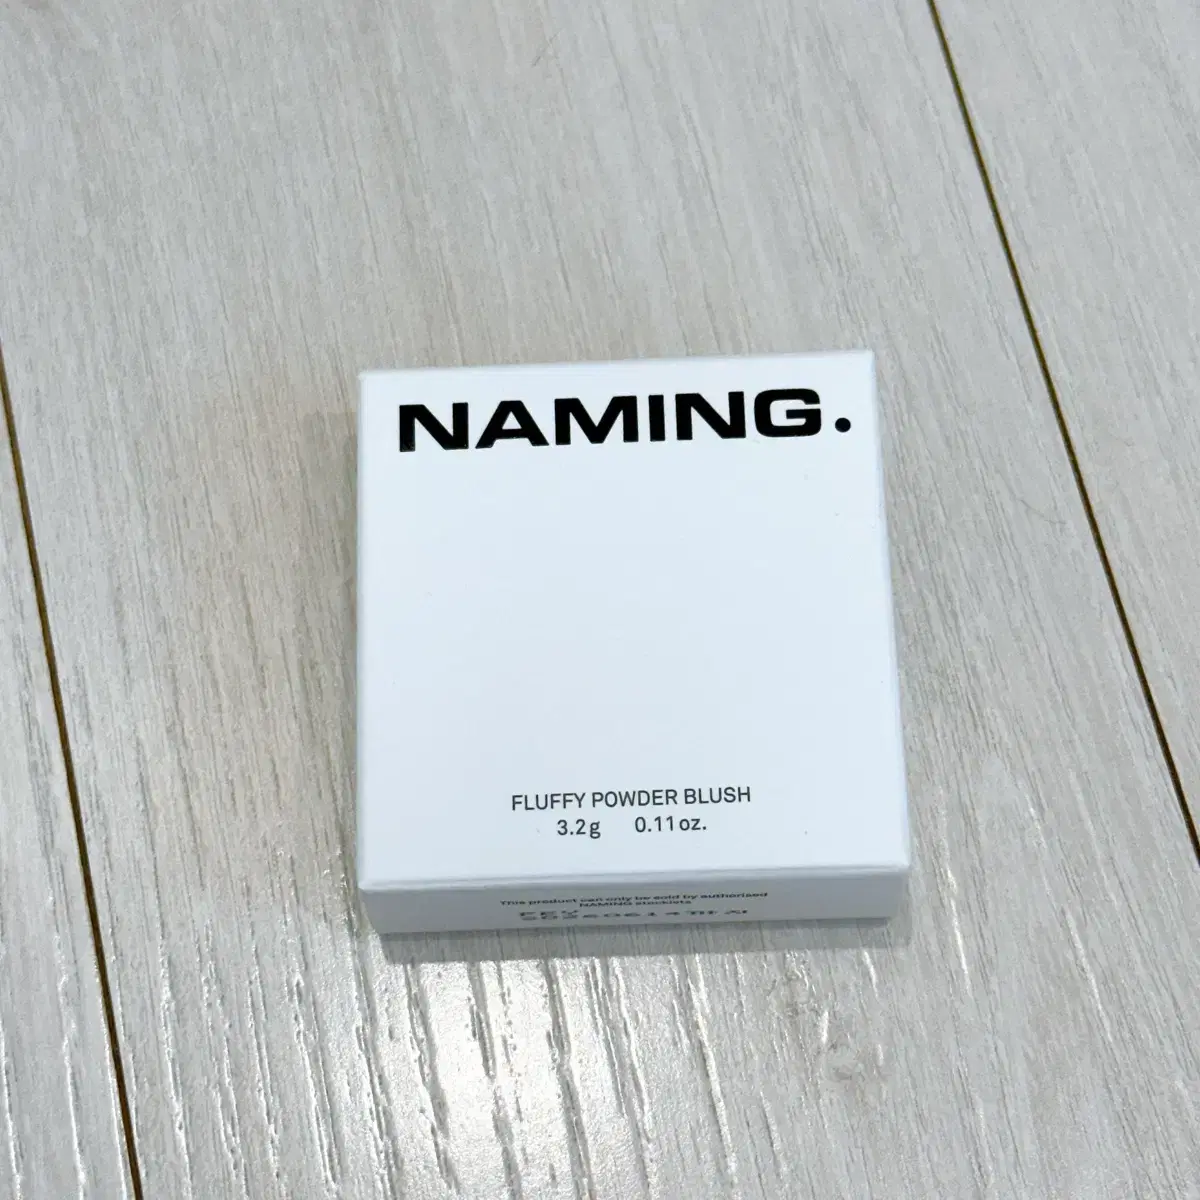 NAMING.
FLUFFY POWDER BLUSH
3.2g 0.11oz.
This product can only be sold by authorised
NAMING stockists